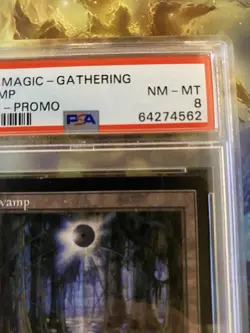 MAGIC - GATHERING
MP NM - MT
- PROMO 8
PSA 64274562
wamp